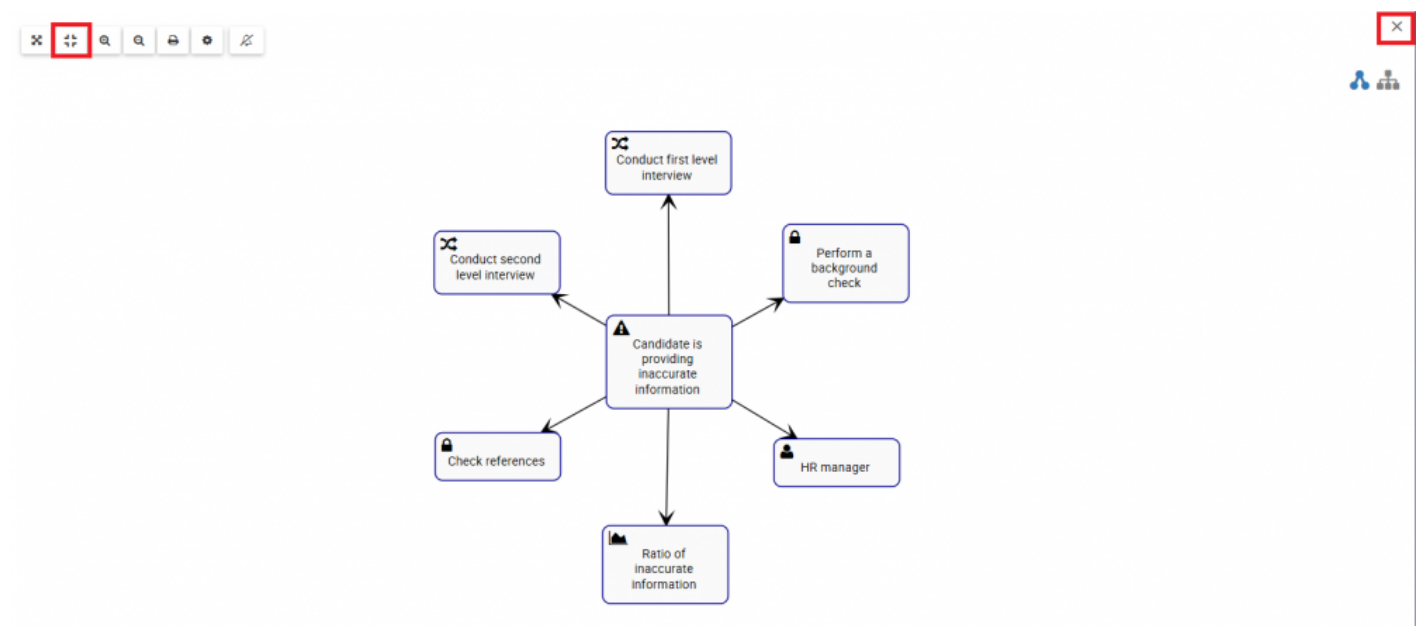 Conduct first level
interview
Conduct second
level interview
Perform a
background
check
Candidate is
providing
inaccurate
information
Check references
HR manager
Ratio of
inaccurate
information